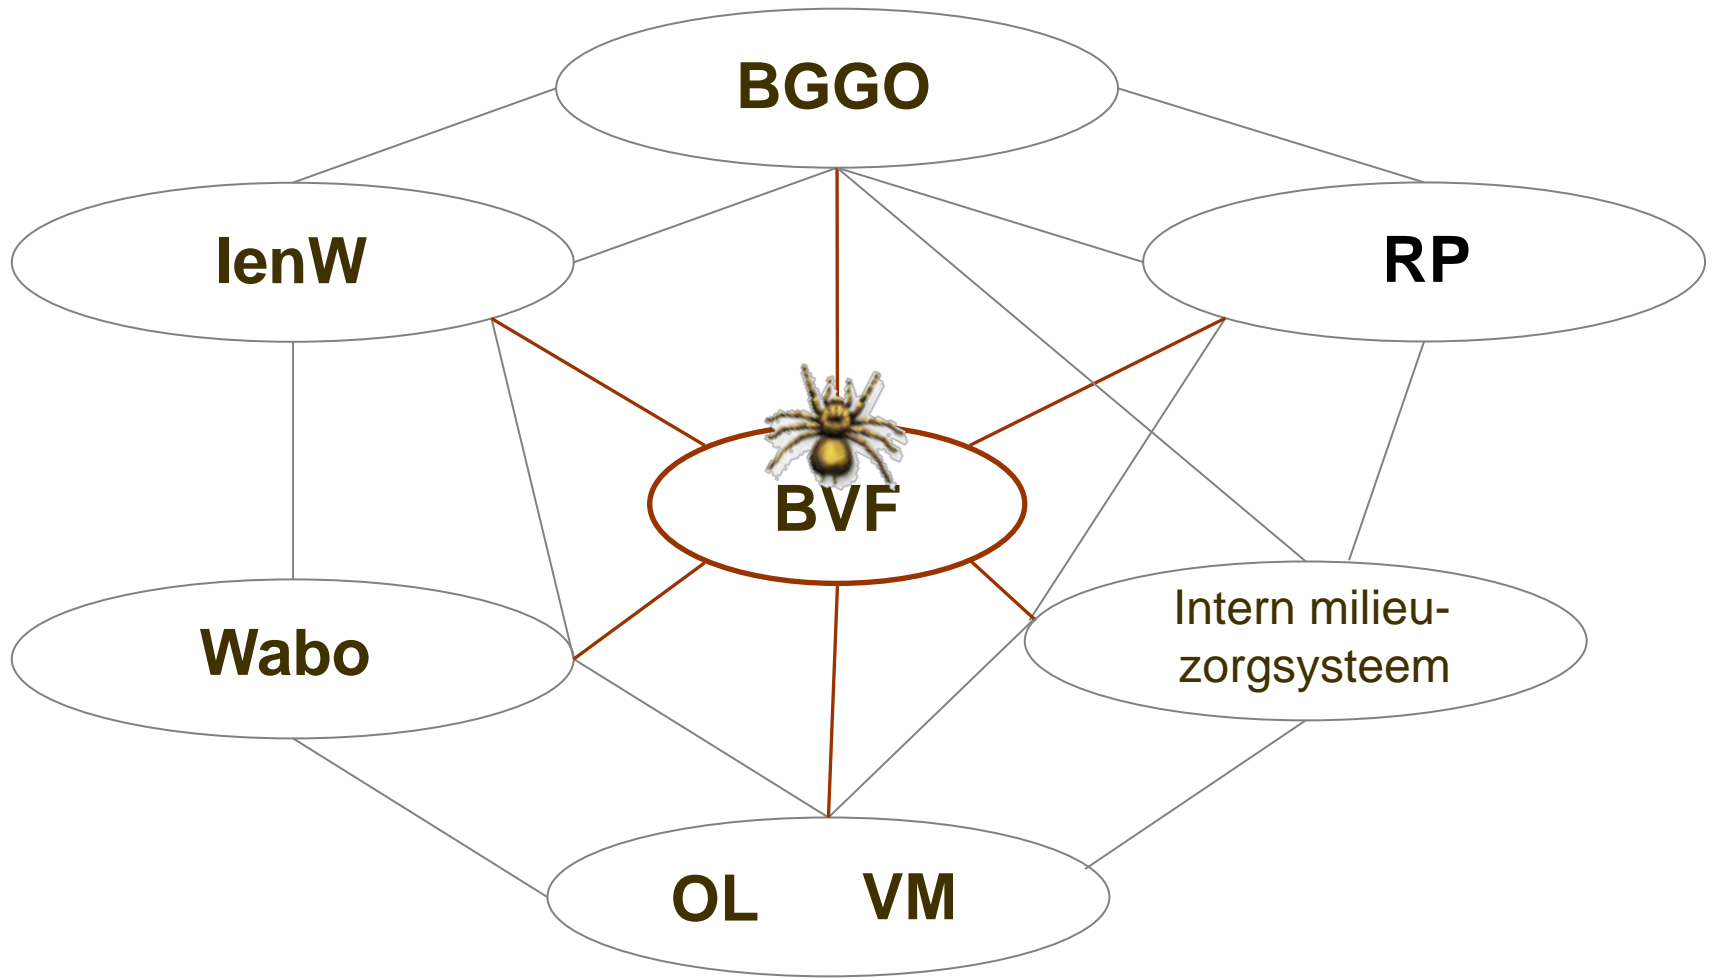 BGGO
IenW
RP
BVF
Wabo
Intern milieu-
zorgsysteem
OL VM